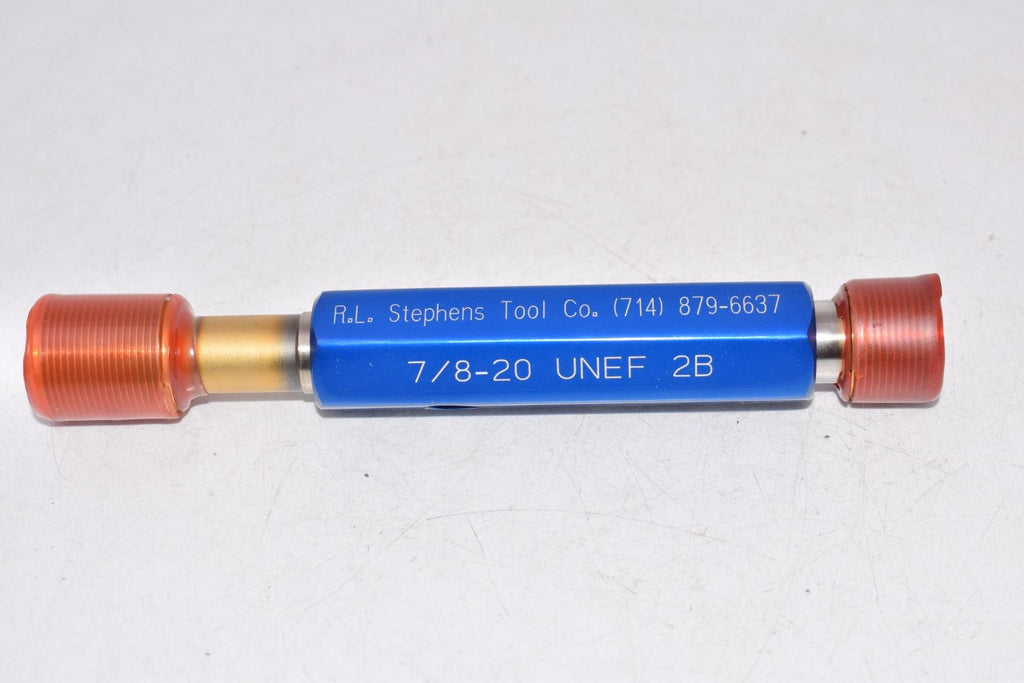 R.L. Stephens Tool Co. (714) 879-6637
7/8-20 UNEF 2B